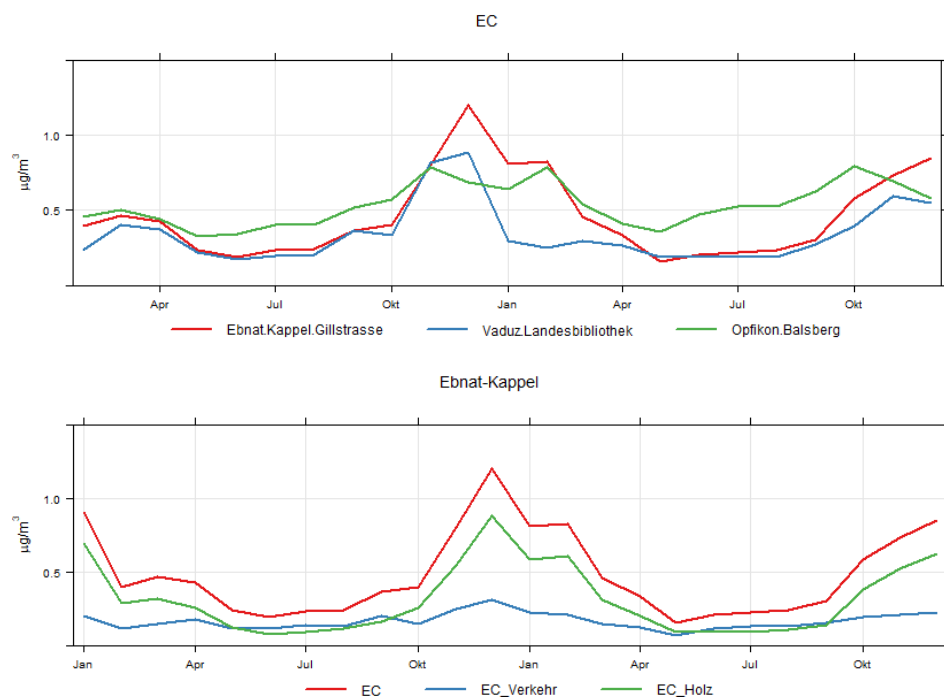 EC
1.0
0.5
µg/m³
Apr Jul Okt Jan Apr Jul Okt
Ebnat.Kappel.Gillstrasse Vaduz.Landesbibliothek Opfikon.Balsberg
Ebnat-Kappel
1.0
0.5
µg/m³
Jan Apr Jul Okt Jan Apr Jul Okt
EC EC_Verkehr EC_Holz